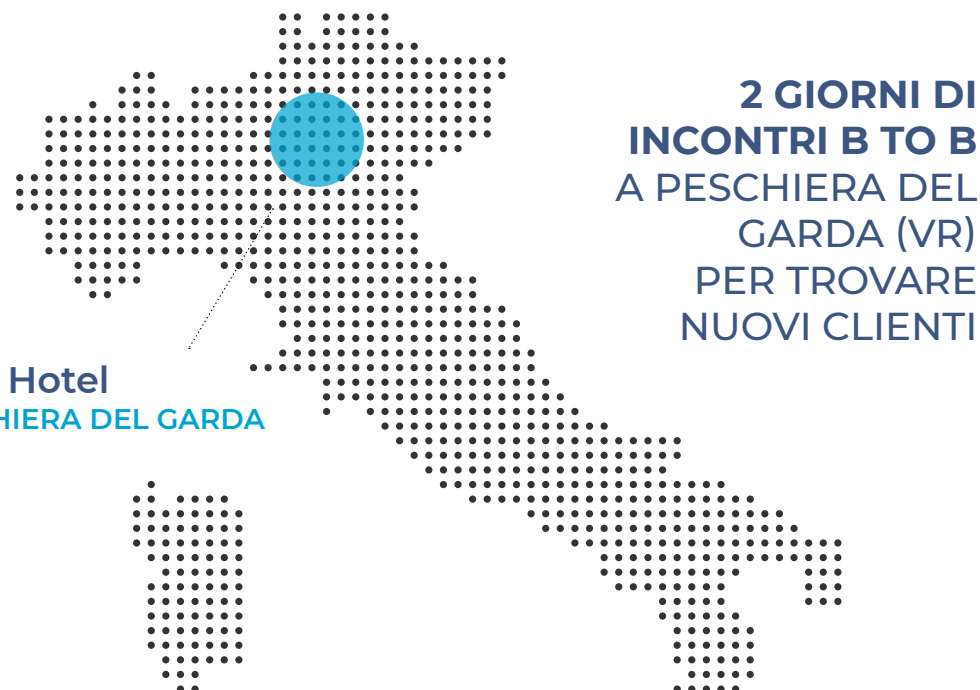 2 GIORNI DI
INCONTRI B TO B
A PESCHIERA DEL
GARDA (VR)
PER TROVARE
NUOVI CLIENTI
Hotel
HIERA DEL GARDA